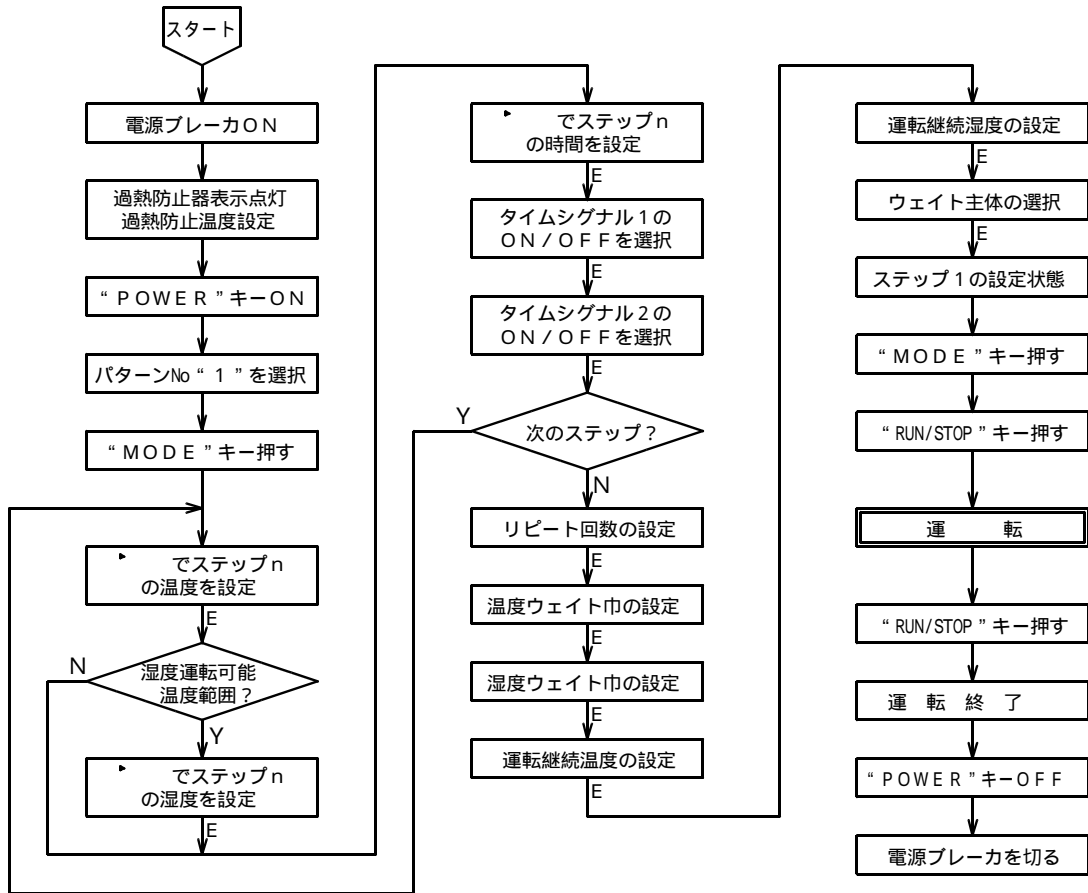 スタート
電源ブレーカON
過熱防止器表示点灯
過熱防止温度設定
“POWER”キーON
パターンNo“1”を選択
“MODE”キー押す
でステップn
の温度を設定
E
湿度運転可能
温度範囲?
N
Y
でステップn
の湿度を設定
E
でステップn
の時間を設定
E
タイムシグナル1の
ON/OFFを選択
E
タイムシグナル2の
ON/OFFを選択
E
次のステップ?
Y
N
リピート回数の設定
E
温度ウェイト巾の設定
E
湿度ウェイト巾の設定
E
運転継続温度の設定
E
運転継続湿度の設定
E
ウェイト主体の選択
E
ステップ1の設定状態
“MODE”キー押す
“RUN/STOP”キー押す
運 転
“RUN/STOP”キー押す
運 転 終 了
“POWER”キーOFF
電源ブレーカを切る